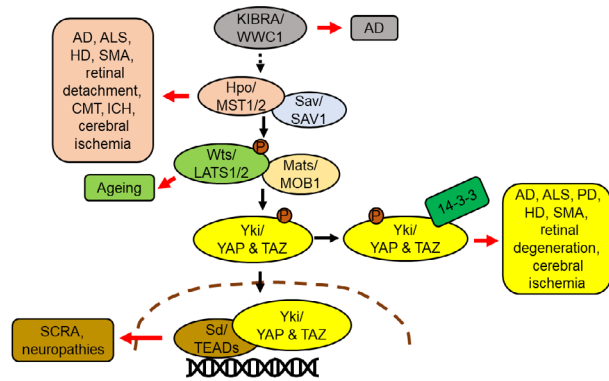 KIBRA/
WWC1
AD
AD, ALS,
HD, SMA,
retinal
detachment,
CMT, ICH,
cerebral
ischemia
Hpo/
MST1/2
Sav/
SAV1
P
Wts/
LATS1/2
Mats/
MOB1
Ageing
P
Yki/
YAP & TAZ
P
Yki/
YAP & TAZ
14-3-3
AD, ALS, PD,
HD, SMA,
retinal
degeneration,
cerebral
ischemia
Yki/
YAP & TAZ
Sd/
TEADs
SCRA,
neuropathies